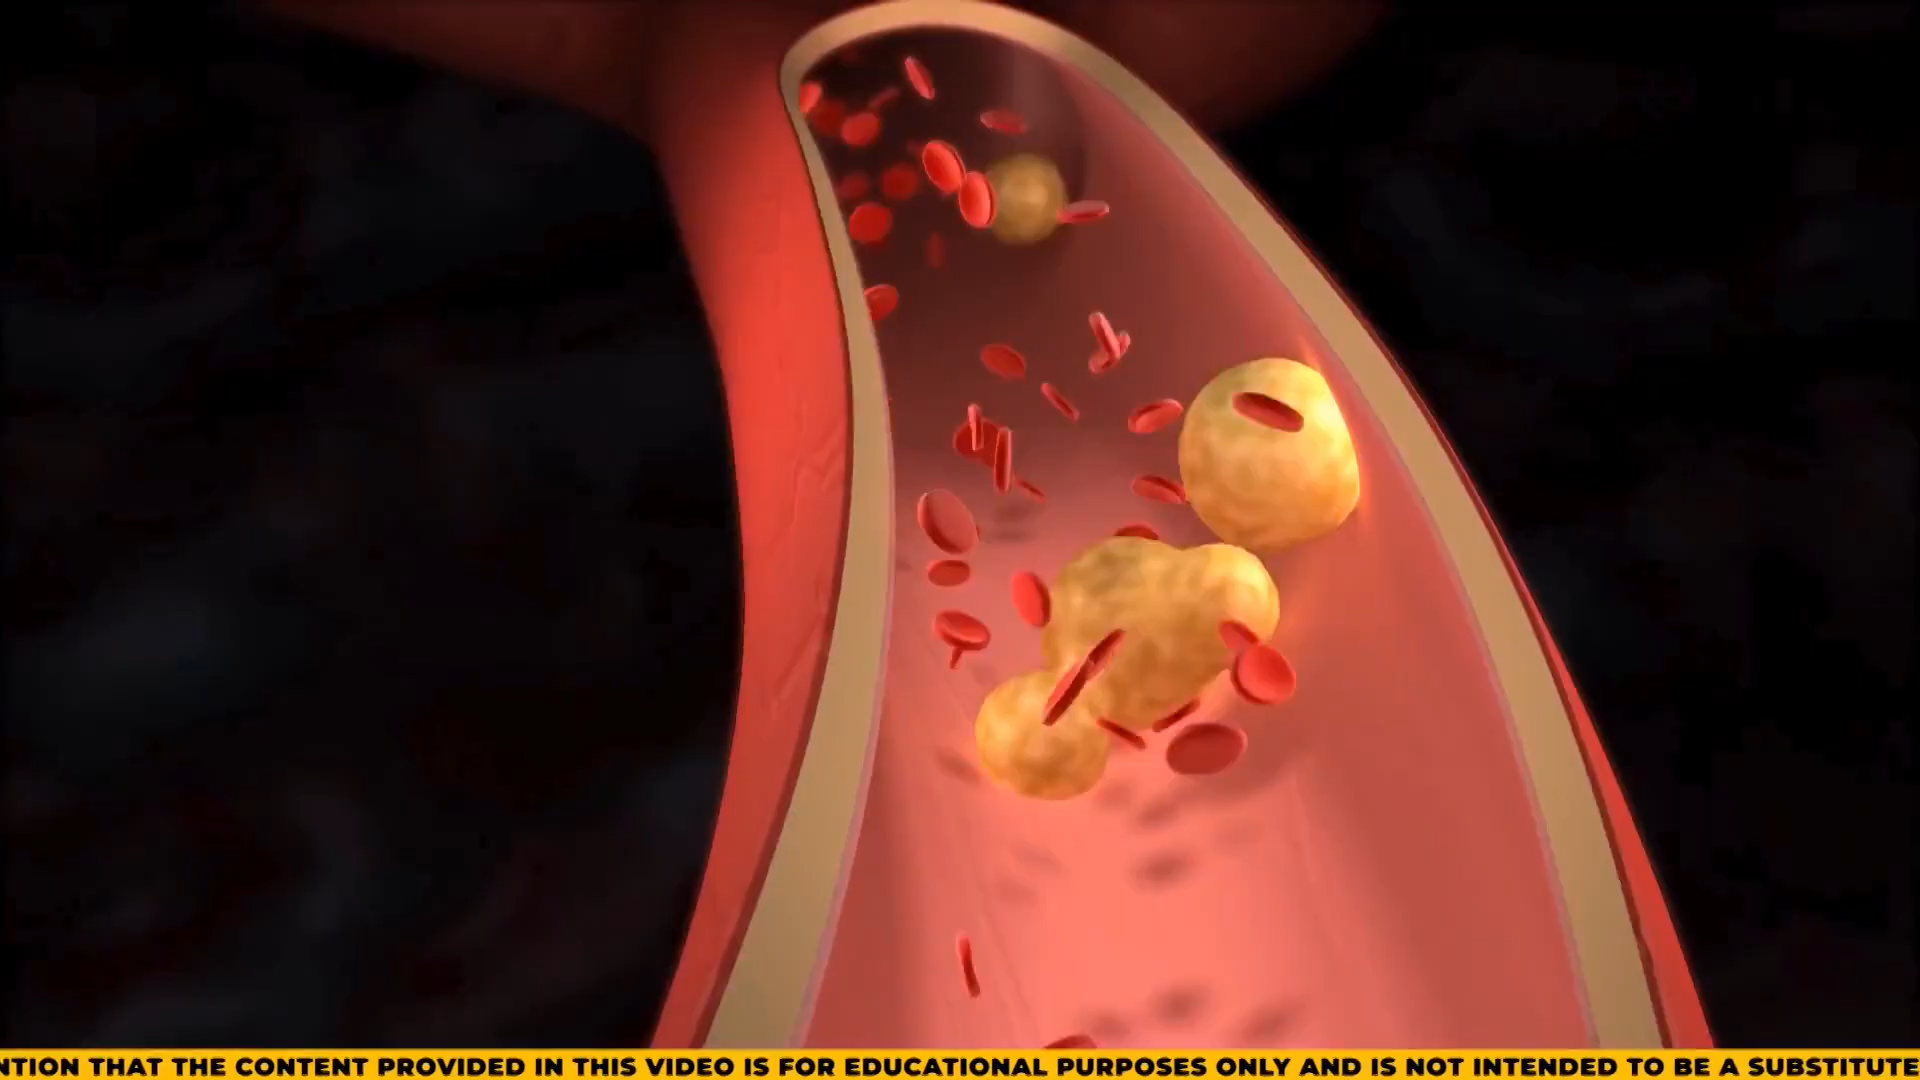 NTION THAT THE CONTENT PROVIDED IN THIS VIDEO IS FOR EDUCATIONAL PURPOSES ONLY AND IS NOT INTENDED TO BE A SUBSTITUTE